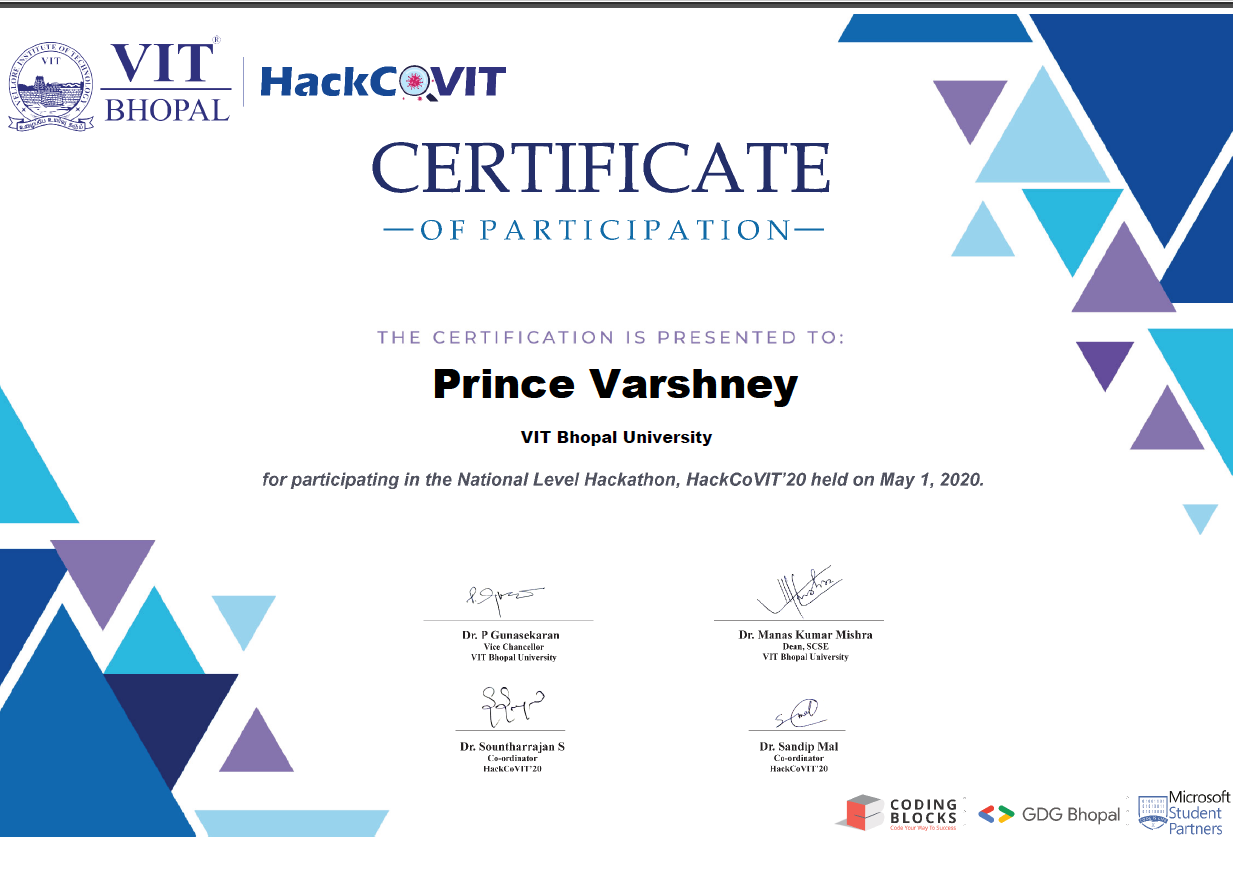 VELLORE INSTITUTE OF TECHNOLOGY
VIT
VIT®
BHOPAL
HackCOVIT
CERTIFICATE
—OF PARTICIPATION—
THE CERTIFICATION IS PRESENTED TO:
Prince Varshney
VIT Bhopal University
for participating in the National Level Hackathon, HackCoVIT'20 held on May 1, 2020.
Dr. P Gunasekaran
Vice Chancellor
VIT Bhopal University
Dr. Manas Kumar Mishra
Dean, SCSE
VIT Bhopal University
Dr. Sountharrajan S
Co-ordinator
HackCoVIT'20
Dr. Sandip Mal
Co-ordinator
HackCoVIT'20
CODING
BLOCKS
Code Your Way To Success
GDG Bhopal
Microsoft
Student
Partners